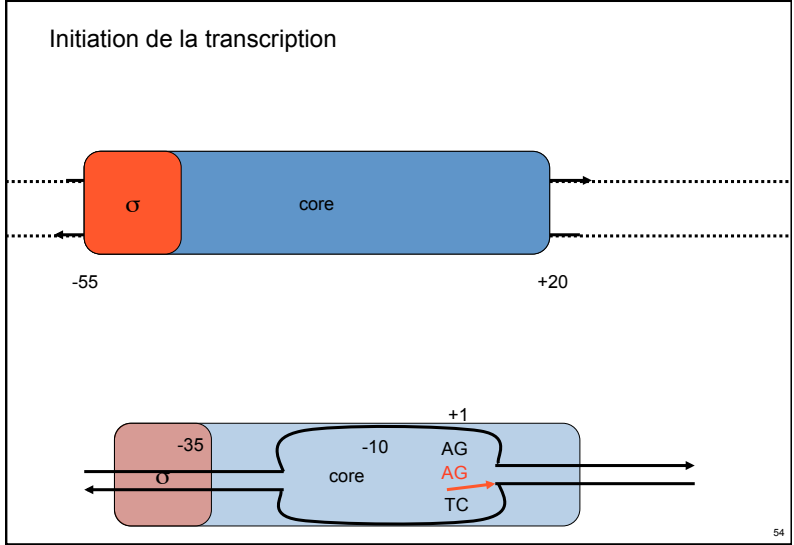 Initiation de la transcription
σ
core
-55
+20
+1
-35
-10
AG
σ
core
AG
TC
54